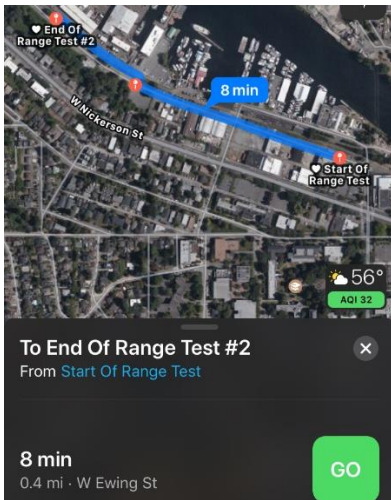 End Of
Range Test #2
8 min
W Nickerson St
Start Of
Range Test
56°
AQI 32
To End Of Range Test #2
From Start Of Range Test
8 min
0.4 mi · W Ewing St
GO